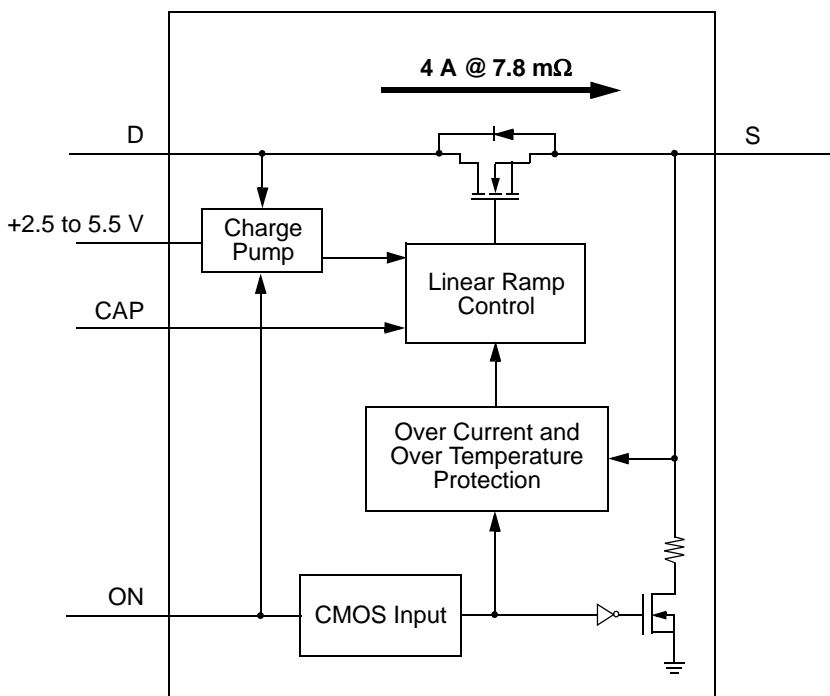 4 A @ 7.8 mΩ
D
S
+2.5 to 5.5 V
Charge
Pump
Linear Ramp
Control
CAP
Over Current and
Over Temperature
Protection
ON
CMOS Input